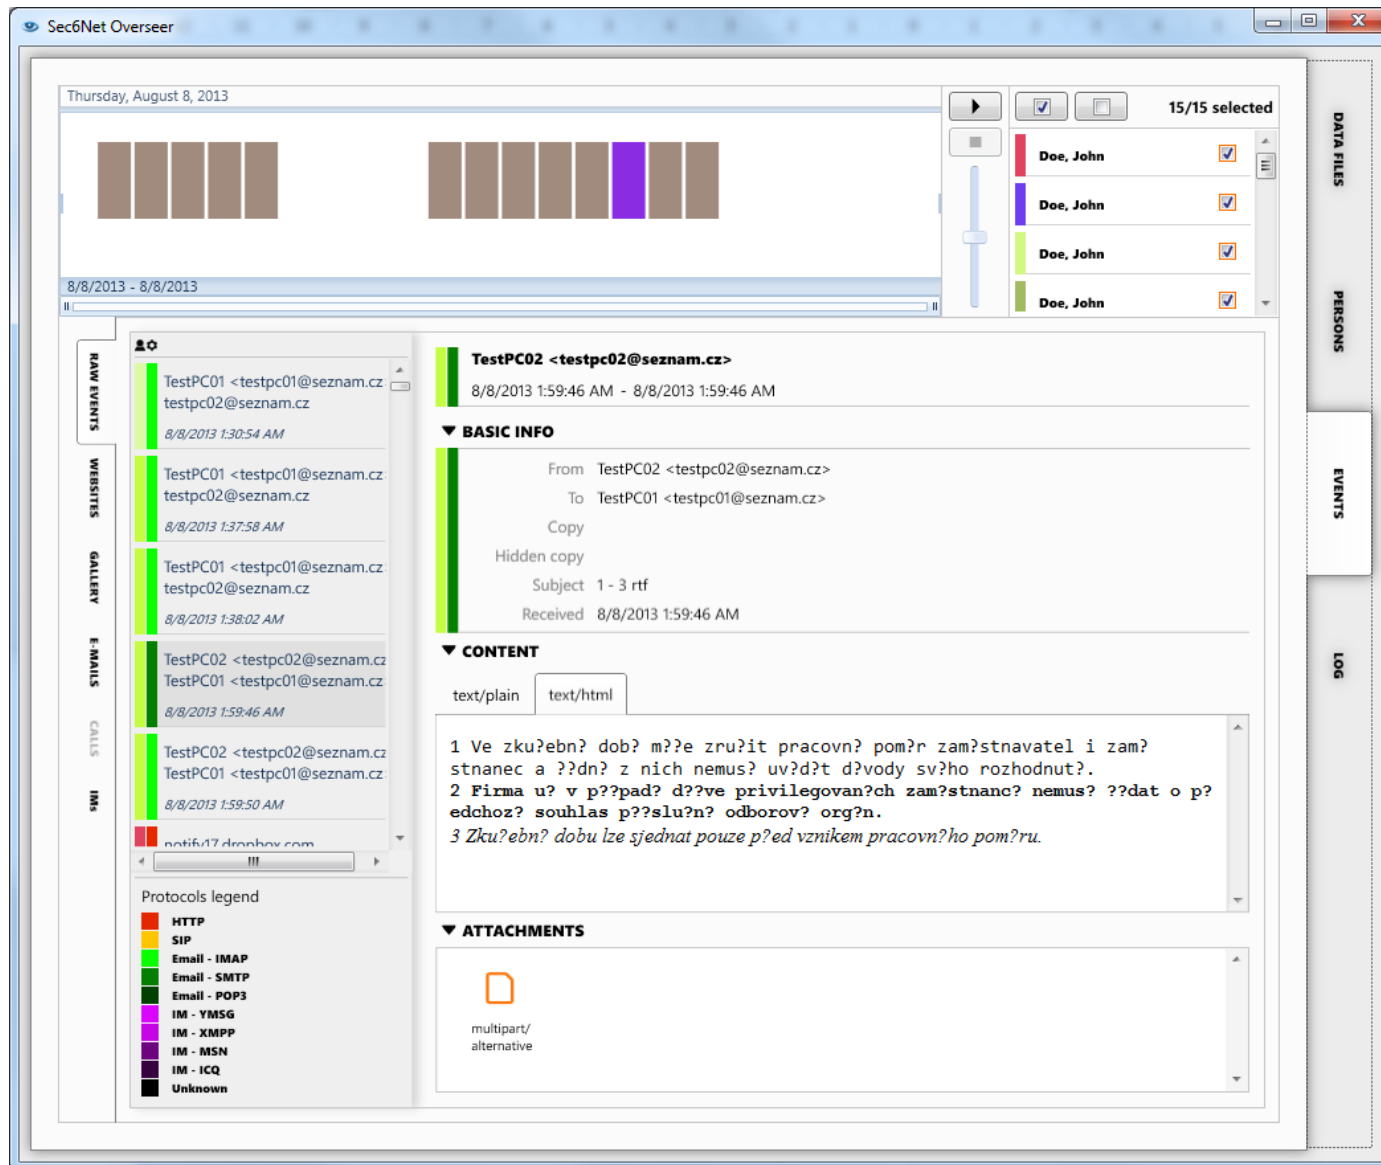 Sec6Net Overseer
Thursday, August 8, 2013
8/8/2013 - 8/8/2013
15/15 selected
Doe, John
Doe, John
Doe, John
Doe, John
DATA FILES
PERSONS
EVENTS
LOG
RAW EVENTS
WEBSITES
GALLERY
E-MAILS
CALLS
IMs
TestPC01 <testpc01@seznam.cz
testpc02@seznam.cz
8/8/2013 1:30:54 AM
TestPC01 <testpc01@seznam.cz
testpc02@seznam.cz
8/8/2013 1:37:58 AM
TestPC01 <testpc01@seznam.cz
testpc02@seznam.cz
8/8/2013 1:38:02 AM
TestPC02 <testpc02@seznam.cz
TestPC01 <testpc01@seznam.cz
8/8/2013 1:59:46 AM
TestPC02 <testpc02@seznam.cz
TestPC01 <testpc01@seznam.cz
8/8/2013 1:59:50 AM
notify17.dropbox.com
Protocols legend
HTTP
SIP
Email - IMAP
Email - SMTP
Email - POP3
IM - YMSG
IM - XMPP
IM - MSN
IM - ICQ
Unknown
TestPC02 <testpc02@seznam.cz>
8/8/2013 1:59:46 AM - 8/8/2013 1:59:46 AM
BASIC INFO
From TestPC02 <testpc02@seznam.cz>
To TestPC01 <testpc01@seznam.cz>
Copy
Hidden copy
Subject 1 - 3 rtf
Received 8/8/2013 1:59:46 AM
CONTENT
text/plain text/html
1 Ve zku?ebn? dob? m??e zru?it pracovn? pom?r zam?stnavatel i zam?
stnanec a ??dn? z nich nemus? uv?d?t d?vody sv?ho rozhodnut?.
2 Firma u? v p??pad? d??ve privilegovan?ch zam?stnanc? nemus? ??dat o p?
edchoz? souhlas p??slu?n? odborov? org?n.
3 Zku?ebn? dobu lze sjednat pouze p?ed vznikem pracovn?ho pom?ru.
ATTACHMENTS
multipart/
alternative